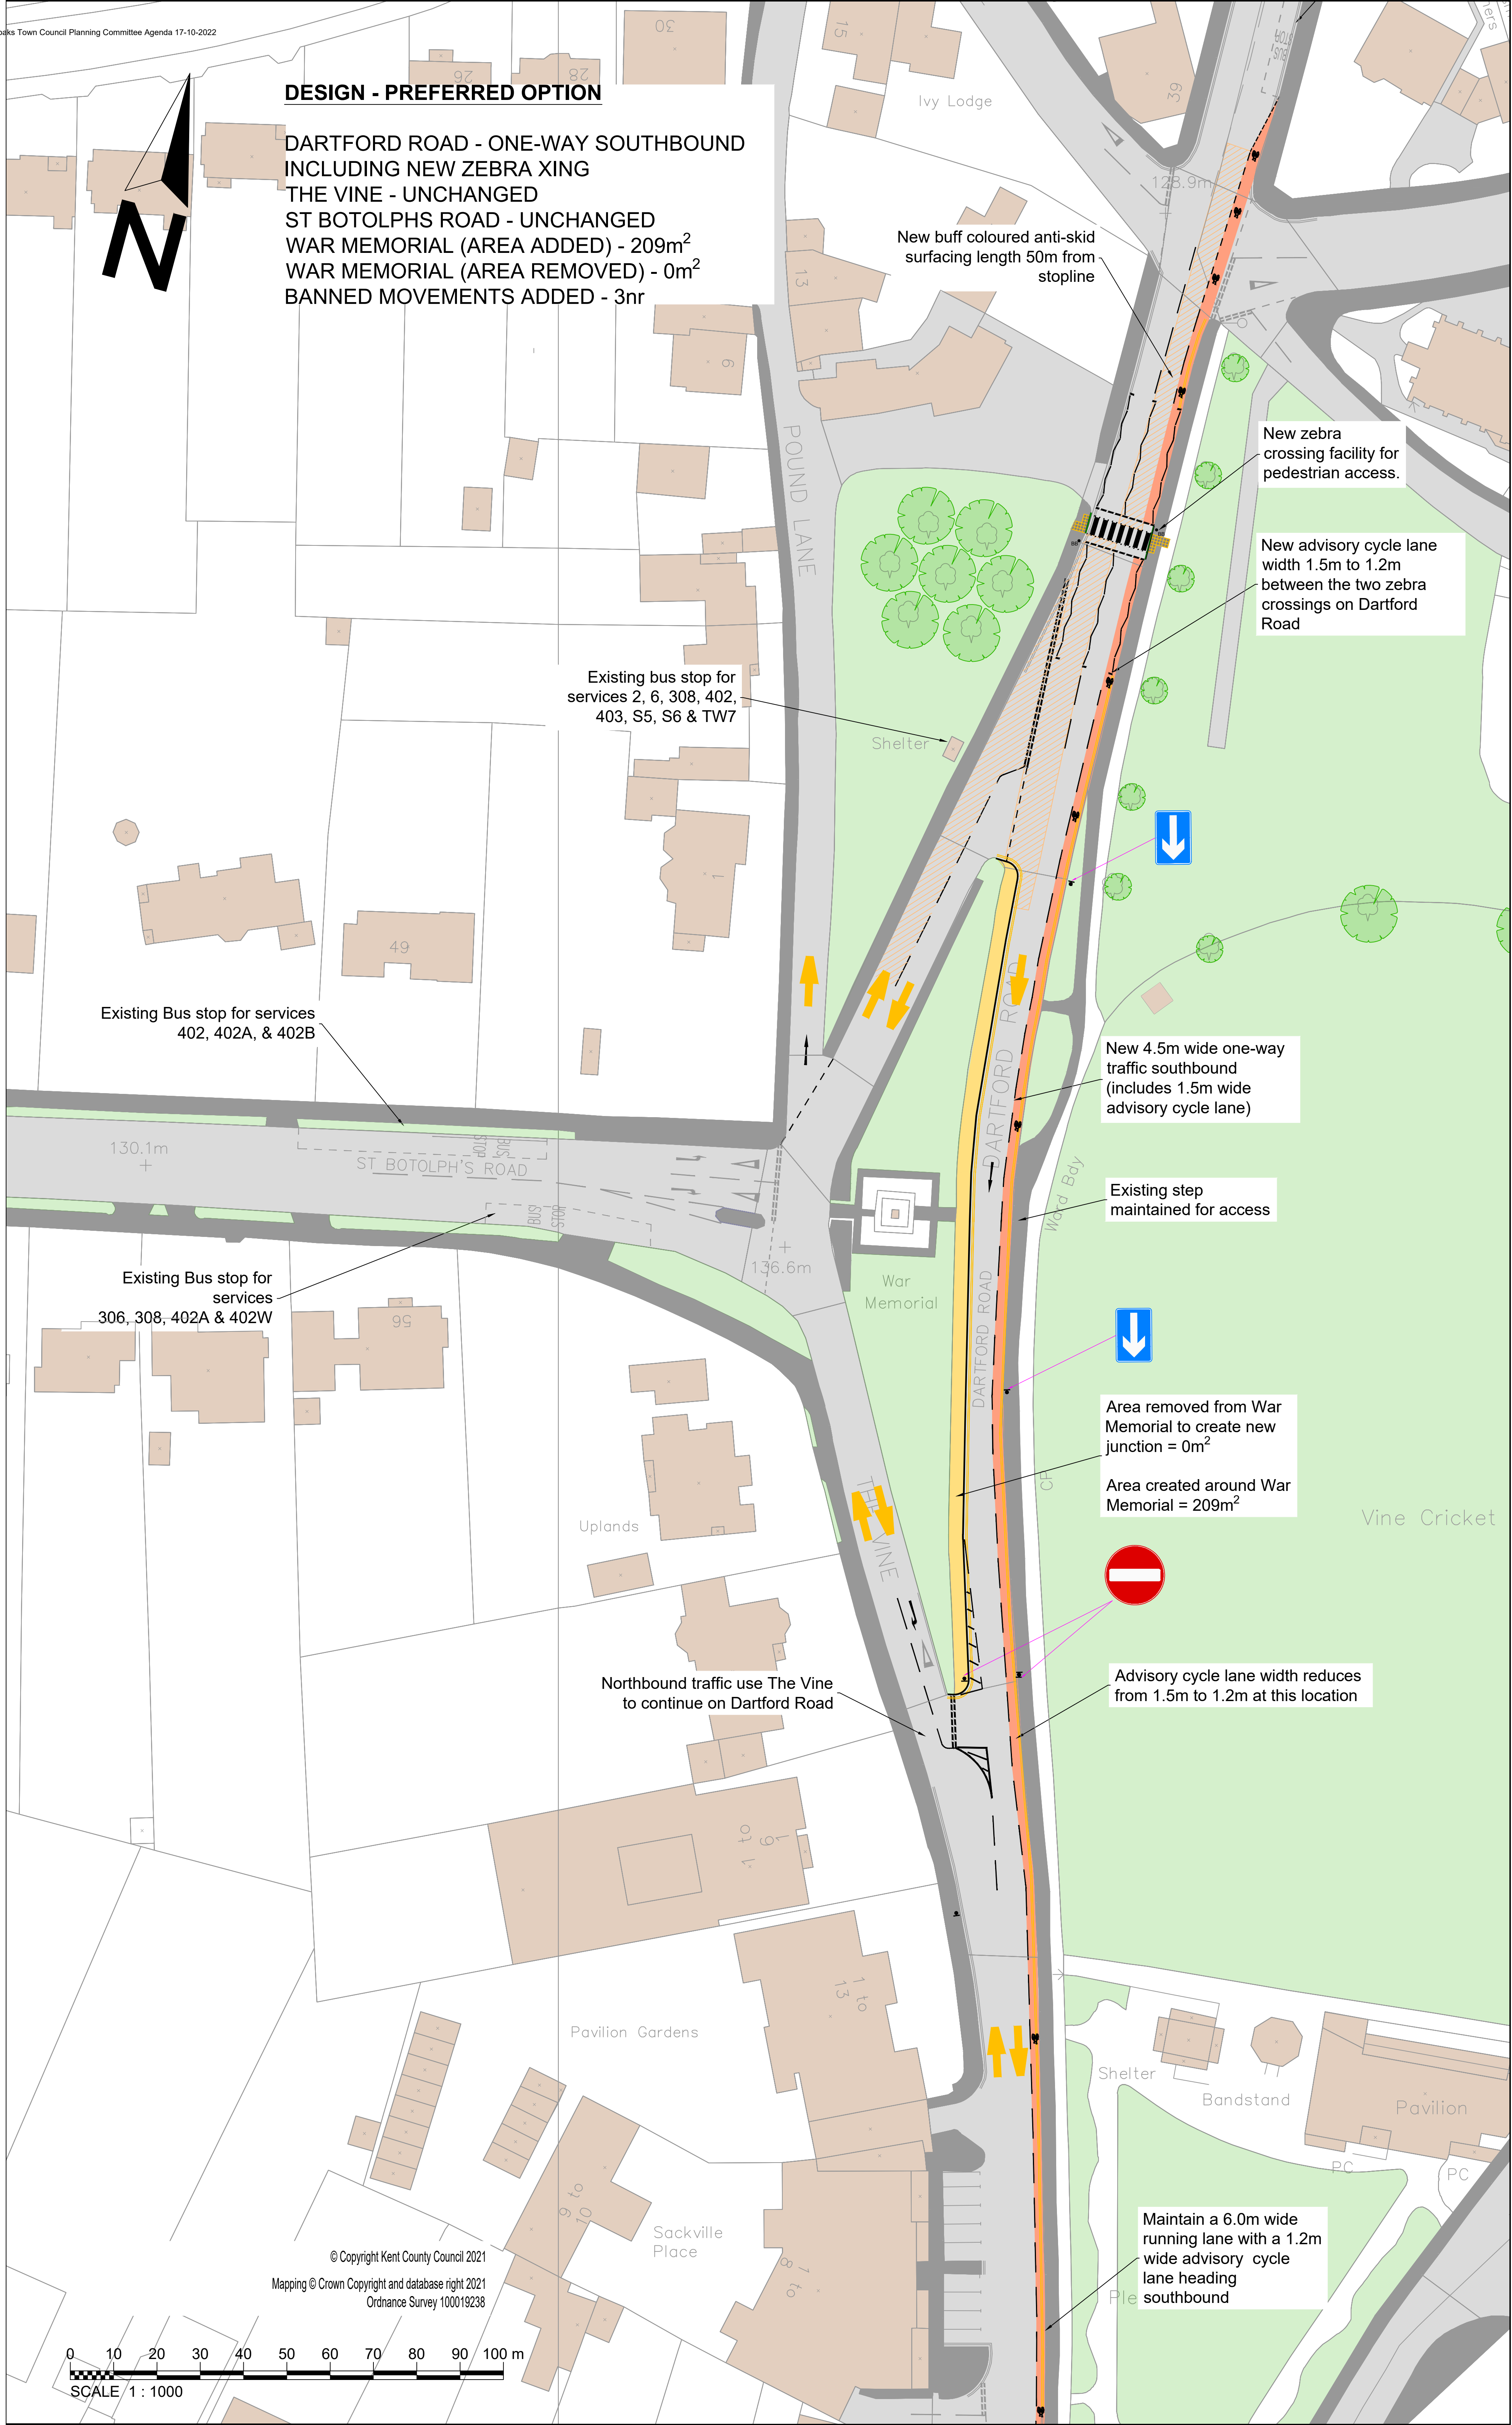 oaks Town Council Planning Committee Agenda 17-10-2022
DESIGN - PREFERRED OPTION
DARTFORD ROAD - ONE-WAY SOUTHBOUND
INCLUDING NEW ZEBRA XING
THE VINE - UNCHANGED
ST BOTOLPHS ROAD - UNCHANGED
WAR MEMORIAL (AREA ADDED) - 209m²
WAR MEMORIAL (AREA REMOVED) - 0m²
BANNED MOVEMENTS ADDED - 3nr
N
30
26
28
15
39
Ivy Lodge
128.9m
13
New buff coloured anti-skid
surfacing length 50m from
stopline
POUND LANE
New zebra
crossing facility for
pedestrian access.
New advisory cycle lane
width 1.5m to 1.2m
between the two zebra
crossings on Dartford
Road
Existing bus stop for
services 2, 6, 308, 402,
403, S5, S6 & TW7
Shelter
1
49
Existing Bus stop for services
402, 402A, & 402B
DARTFORD ROAD
New 4.5m wide one-way
traffic southbound
(includes 1.5m wide
advisory cycle lane)
130.1m
BUS
STOP
ST BOTOLPH'S ROAD
BUS
STOP
Ward Bdy
Existing step
maintained for access
136.6m
War
Memorial
Existing Bus stop for
services
306, 308, 402A & 402W
56
DARTFORD ROAD
Area removed from War
Memorial to create new
junction = 0m²
Area created around War
Memorial = 209m²
CF
Vine Cricket
THE VINE
Uplands
Northbound traffic use The Vine
to continue on Dartford Road
Advisory cycle lane width reduces
from 1.5m to 1.2m at this location
1 to
13
Pavilion Gardens
Shelter
Bandstand
Pavilion
PC
PC
Sackville
Place
6 to
10
1 to
8
Maintain a 6.0m wide
running lane with a 1.2m
wide advisory cycle
lane heading
southbound
Ple
© Copyright Kent County Council 2021
Mapping © Crown Copyright and database right 2021
Ordnance Survey 100019238
0 10 20 30 40 50 60 70 80 90 100 m
SCALE 1 : 1000